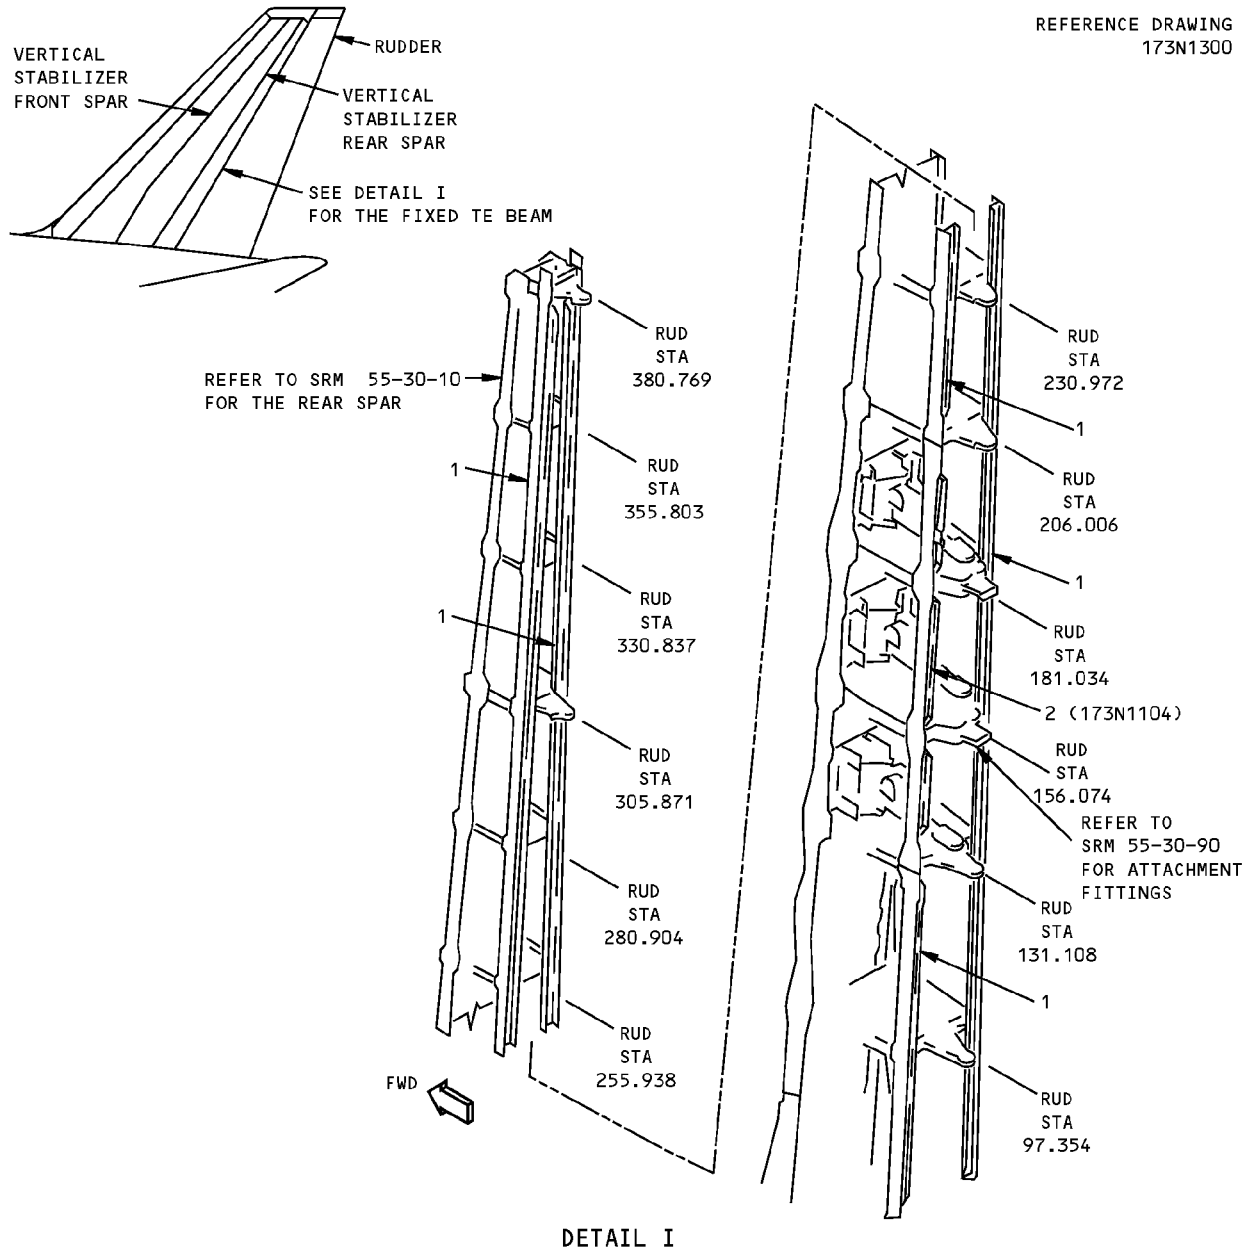 REFERENCE DRAWING
173N1300
RUDDER
VERTICAL
STABILIZER
FRONT SPAR
VERTICAL
STABILIZER
REAR SPAR
SEE DETAIL I
FOR THE FIXED TE BEAM
REFER TO SRM 55-30-10
FOR THE REAR SPAR
1
1
RUD
STA
380.769
RUD
STA
355.803
RUD
STA
330.837
RUD
STA
305.871
RUD
STA
280.904
RUD
STA
255.938
FWD
RUD
STA
230.972
1
RUD
STA
206.006
1
RUD
STA
181.034
2 (173N1104)
RUD
STA
156.074
REFER TO
SRM 55-30-90
FOR ATTACHMENT
FITTINGS
RUD
STA
131.108
1
RUD
STA
97.354
DETAIL I